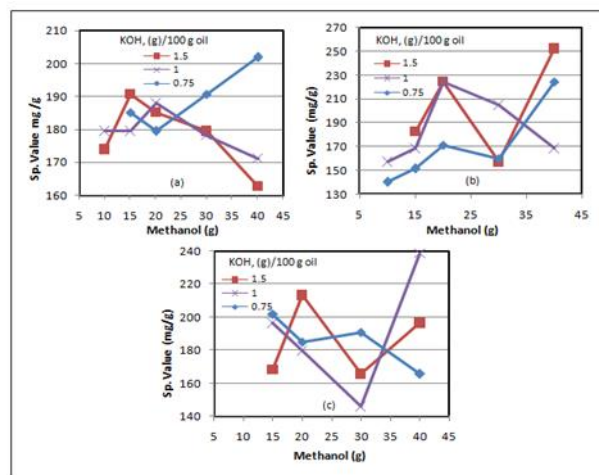 KOH, (g)/100 g oil
1.5
1
0.75
Sp. Value mg /g
210
200
190
180
170
160
(a)
5 10 15 20 25 30 35 40 45
Methanol (g)
KOH, (g)/100 g oil
1.5
1
0.75
Sp. Value (mg/g)
270
250
230
210
190
170
150
130
(b)
5 15 25 35 45
Methanol (g)
KOH, (g)/100 g oil
1.5
1
0.75
Sp. Value (mg/g)
240
220
200
180
160
140
(c)
5 10 15 20 25 30 35 40 45
Methanol (g)